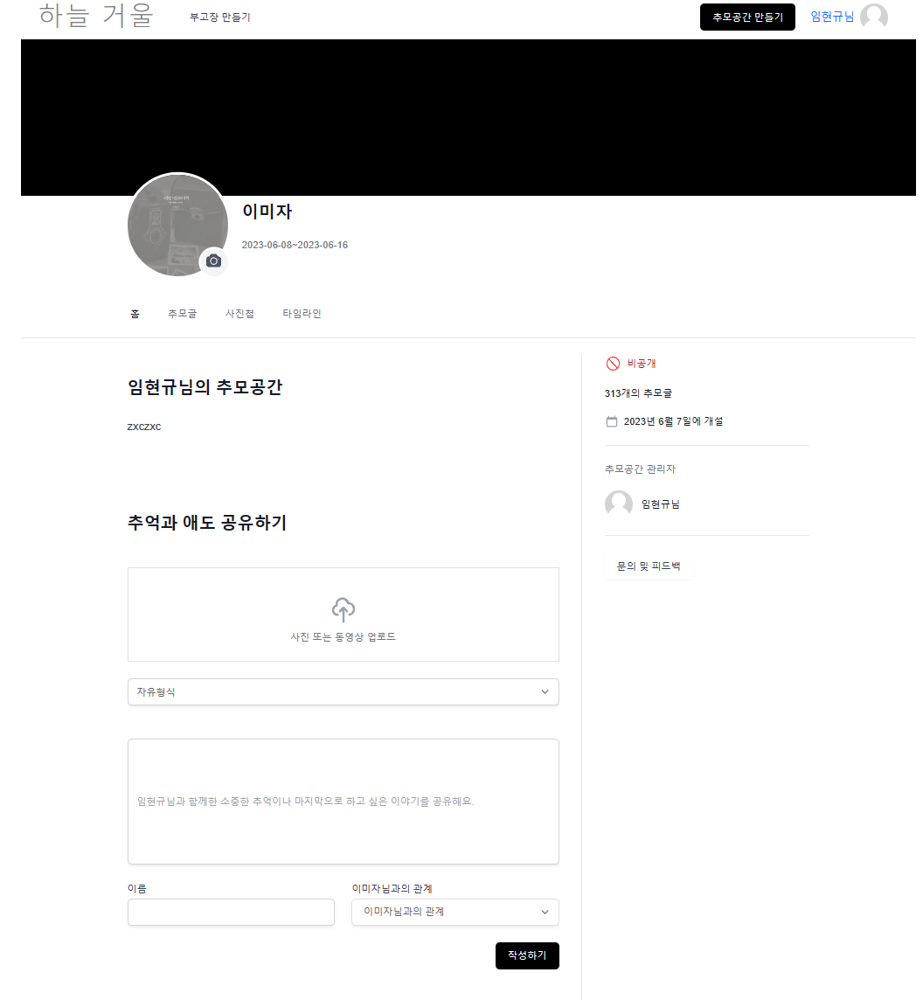 하늘 거울
부고장 만들기
추모공간 만들기
임현규님
이미자
2023-06-08~2023-06-16
홈
추모글
사진첩
타임라인
임현규님의 추모공간
zxczxc
추억과 애도 공유하기
사진 또는 동영상 업로드
자유형식
임현규님과 함께한 소중한 추억이나 마지막으로 하고 싶은 이야기를 공유해요.
이름
이미자님과의 관계
이미자님과의 관계
작성하기
비공개
313개의 추모글
2023년 6월 7일에 개설
추모공간 관리자
임현규님
문의 및 피드백